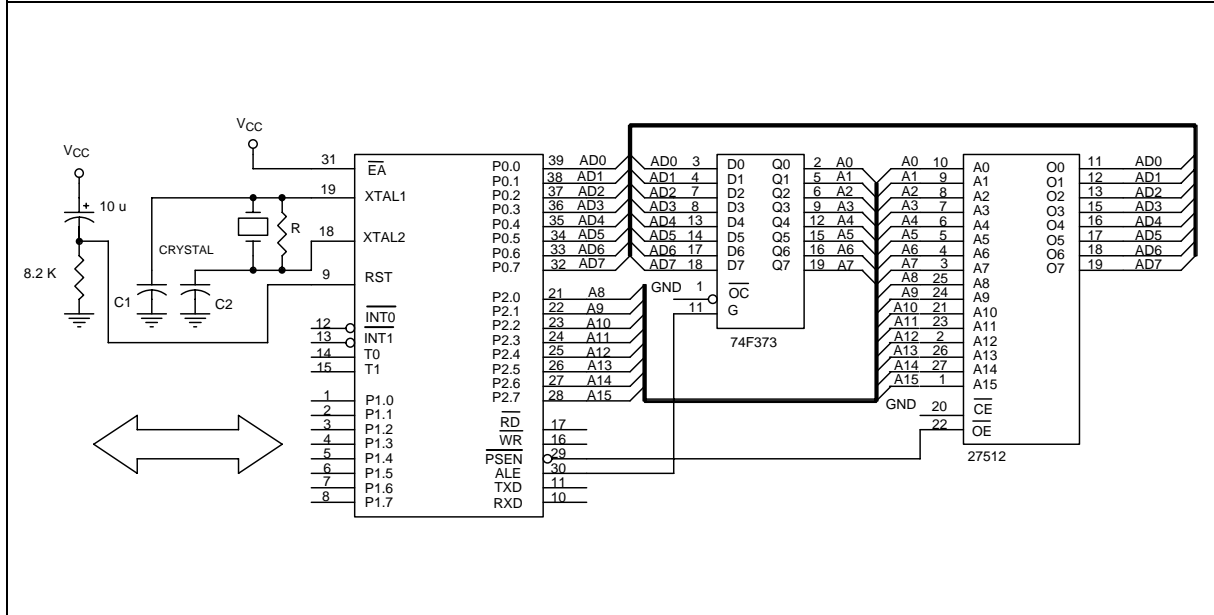 VCC
10 u
8.2 K
C1
C2
CRYSTAL
R
VCC
31 EA
19 XTAL1
18 XTAL2
9 RST
12 INT0
13 INT1
14 T0
15 T1
1 P1.0
2 P1.1
3 P1.2
4 P1.3
5 P1.4
6 P1.5
7 P1.6
8 P1.7
P0.0 39 AD0
P0.1 38 AD1
P0.2 37 AD2
P0.3 36 AD3
P0.4 35 AD4
P0.5 34 AD5
P0.6 33 AD6
P0.7 32 AD7
P2.0 21 A8
P2.1 22 A9
P2.2 23 A10
P2.3 24 A11
P2.4 25 A12
P2.5 26 A13
P2.6 27 A14
P2.7 28 A15
RD 17
WR 16
PSEN 29
ALE 30
TXD 11
RXD 10
AD0 3 D0 Q0 2 A0
AD1 4 D1 Q1 5 A1
AD2 7 D2 Q2 6 A2
AD3 8 D3 Q3 9 A3
AD4 13 D4 Q4 12 A4
AD5 14 D5 Q5 15 A5
AD6 17 D6 Q6 16 A6
AD7 18 D7 Q7 19 A7
GND 1 OC
11 G
74F373
A0 10 A0 O0 11 AD0
A1 9 A1 O1 12 AD1
A2 8 A2 O2 13 AD2
A3 7 A3 O3 15 AD3
A4 6 A4 O4 16 AD4
A5 5 A5 O5 17 AD5
A6 4 A6 O6 18 AD6
A7 3 A7 O7 19 AD7
A8 25 A8
A9 24 A9
A10 21 A10
A11 23 A11
A12 2 A12
A13 26 A13
A14 27 A14
A15 1 A15
GND 20 CE
22 OE
27512